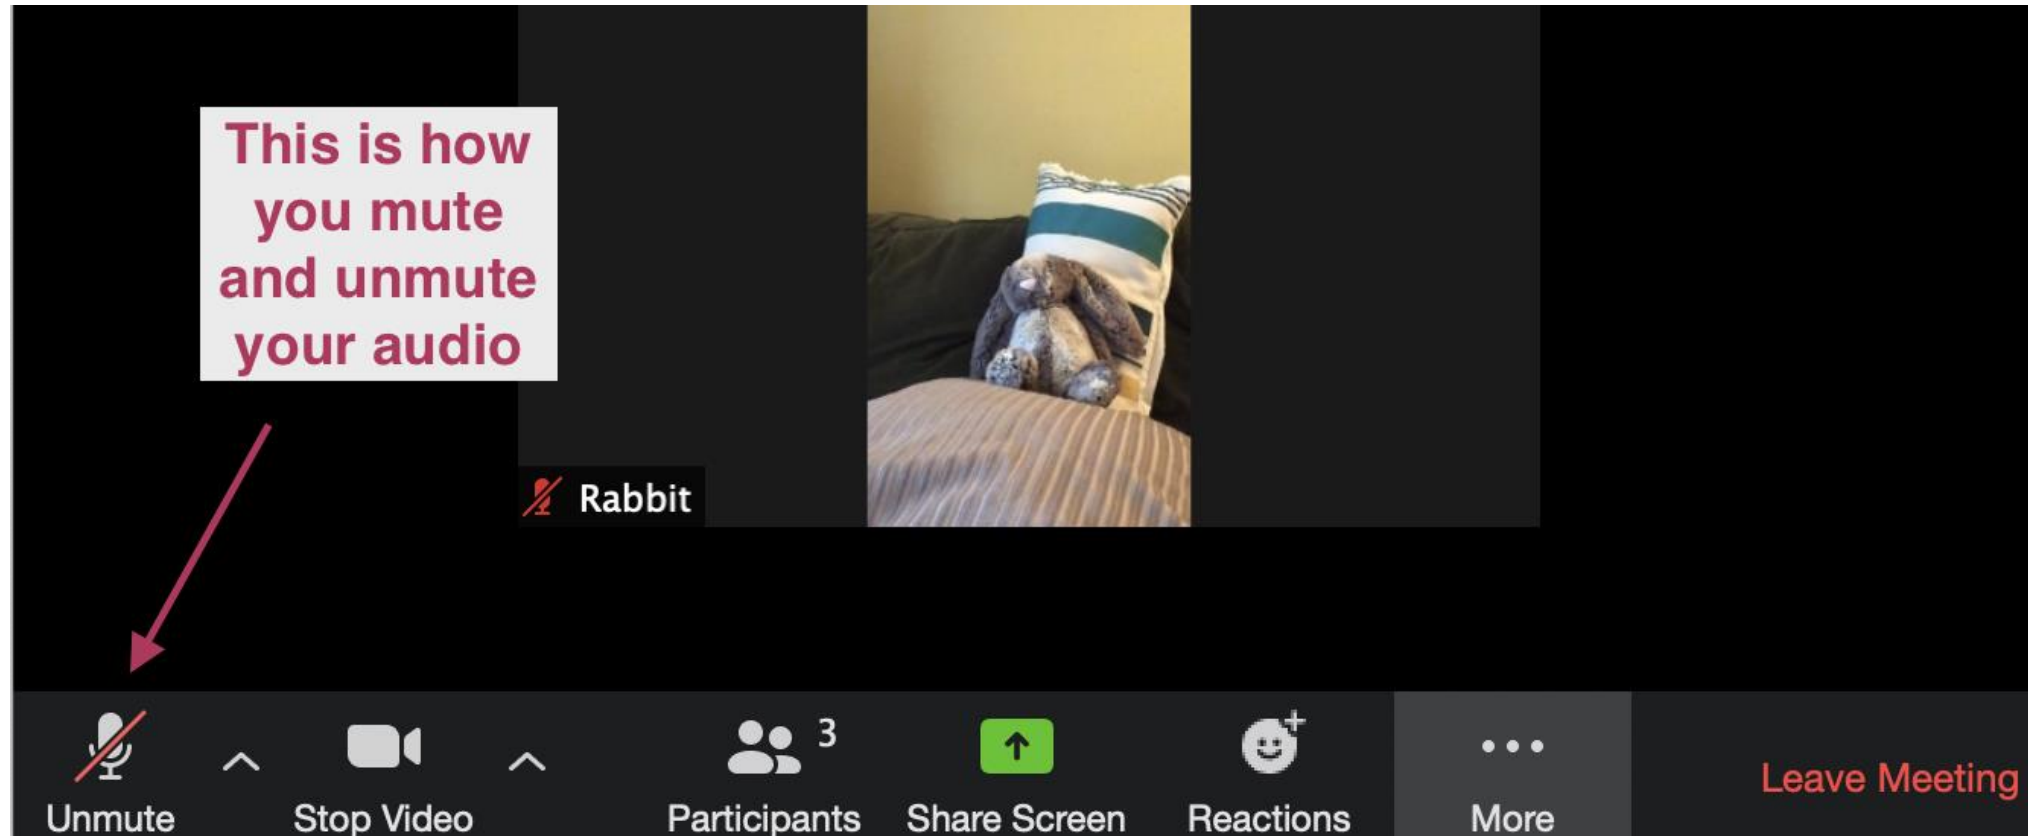 This is how
you mute
and unmute
your audio
Rabbit
3
Unmute
Stop Video
Participants
Share Screen
Reactions
More
Leave Meeting